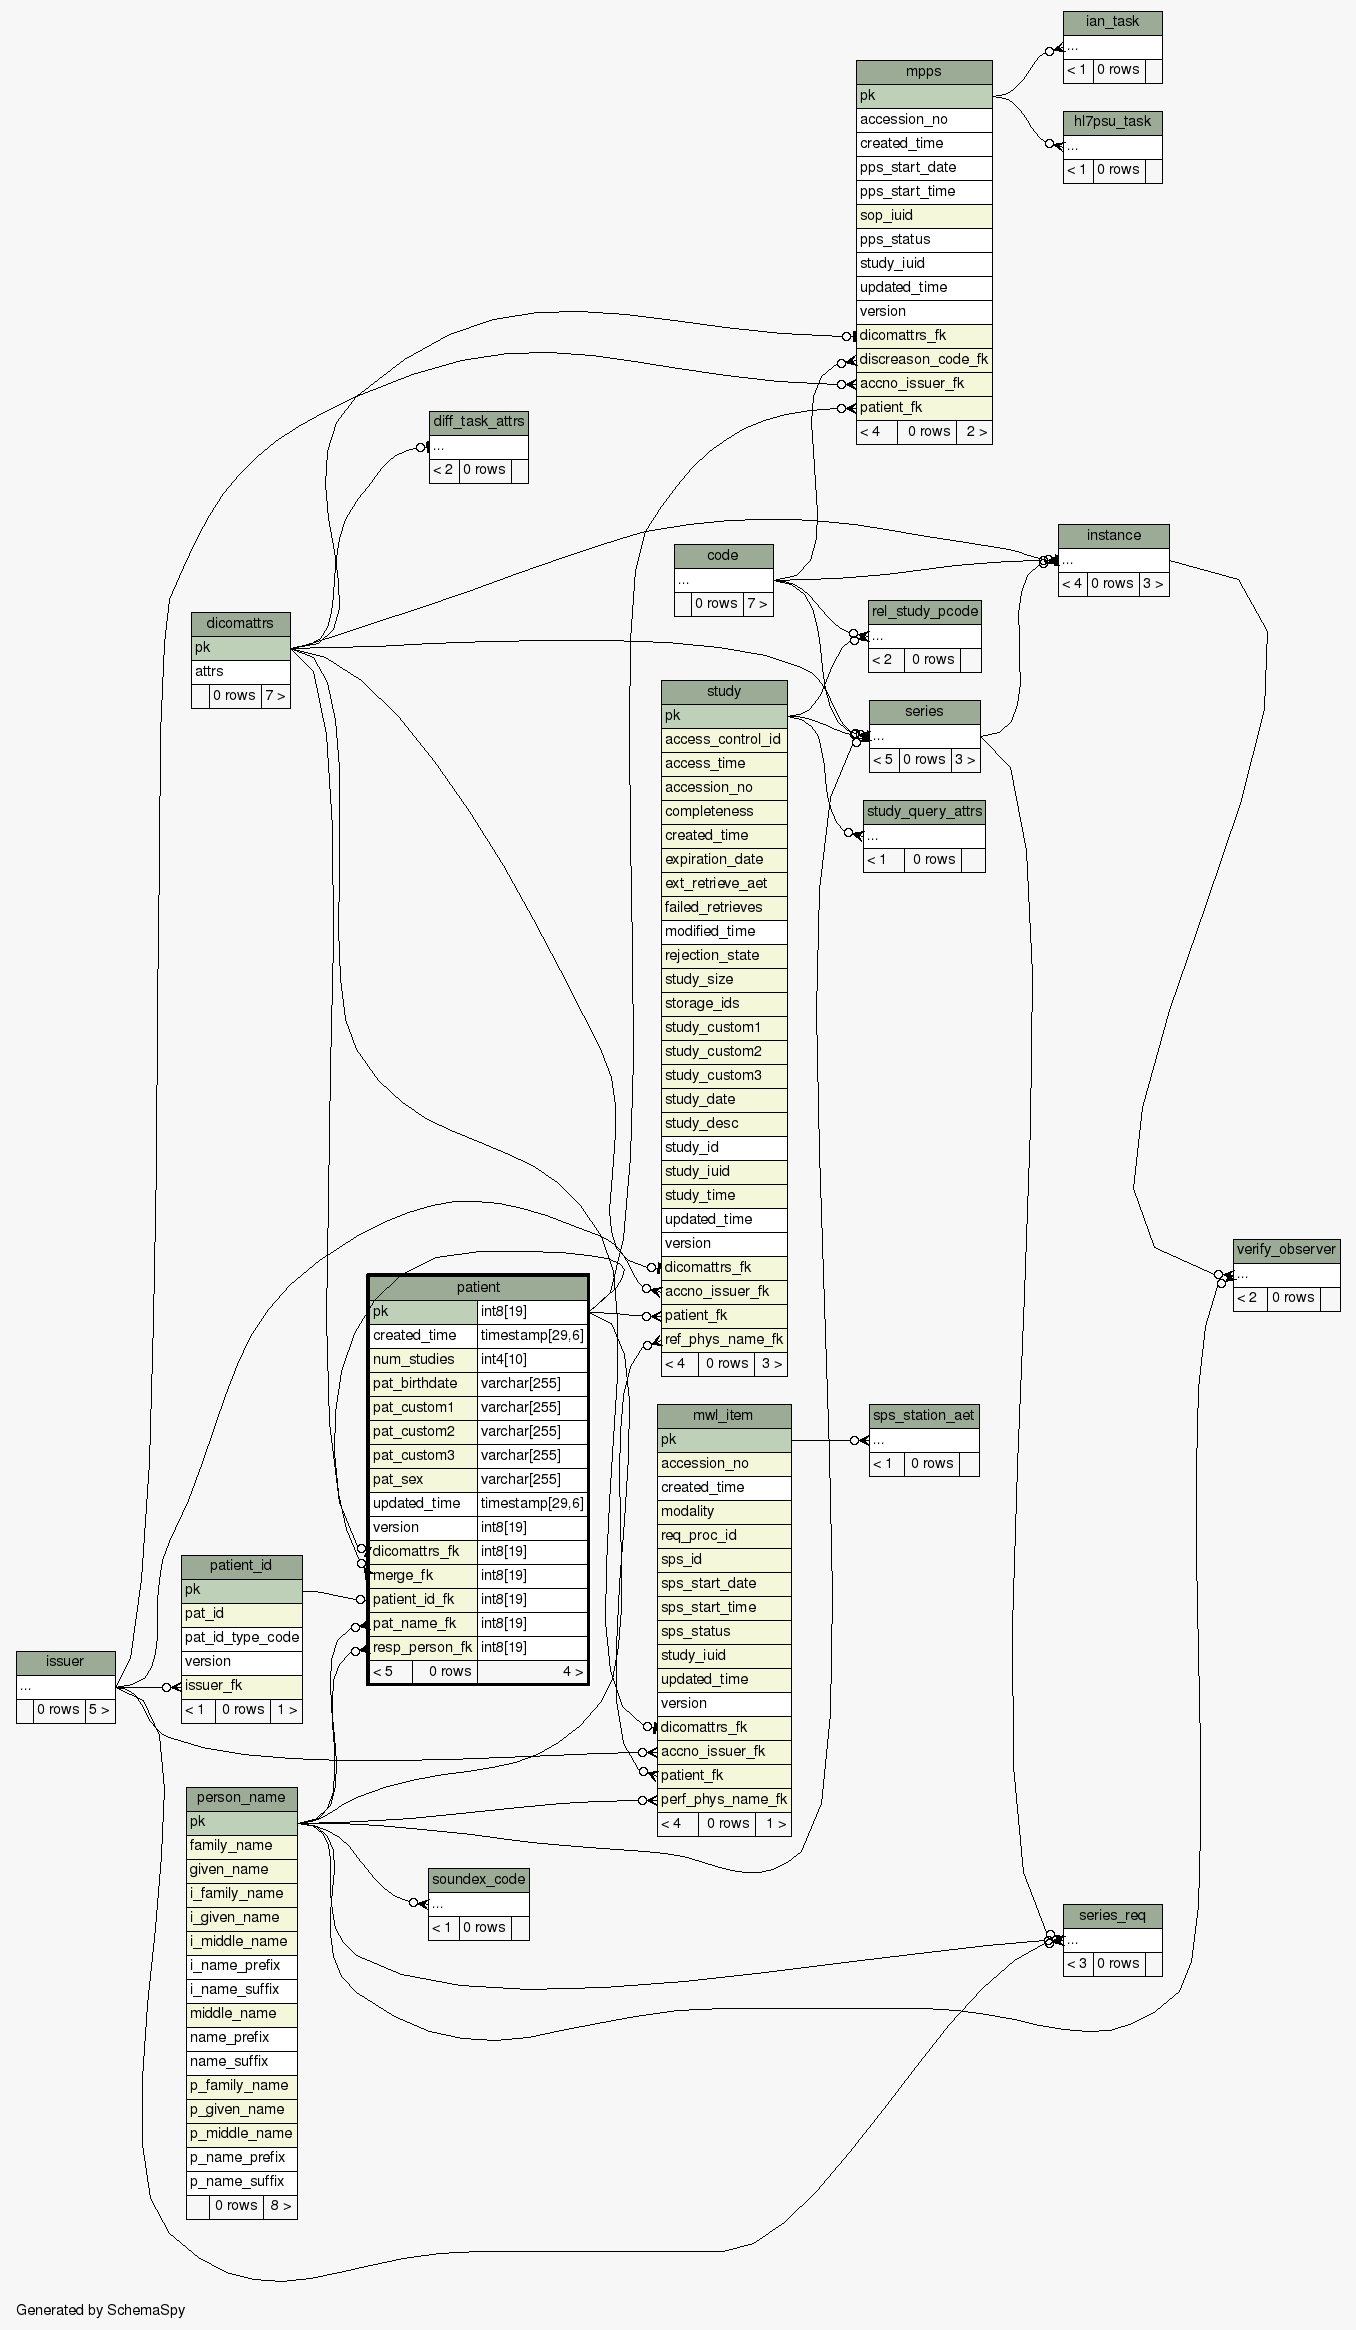 ian_task
...
< 1 0 rows
mpps
pk
accession_no
created_time
pps_start_date
pps_start_time
sop_iuid
pps_status
study_iuid
updated_time
version
dicomattrs_fk
discreason_code_fk
accno_issuer_fk
patient_fk
< 4 0 rows 2 >
hl7psu_task
...
< 1 0 rows
diff_task_attrs
...
< 2 0 rows
instance
...
< 4 0 rows 3 >
code
...
0 rows 7 >
rel_study_pcode
...
< 2 0 rows
dicomattrs
pk
attrs
0 rows 7 >
study
pk
access_control_id
access_time
accession_no
completeness
created_time
expiration_date
ext_retrieve_aet
failed_retrieves
modified_time
rejection_state
study_size
storage_ids
study_custom1
study_custom2
study_custom3
study_date
study_desc
study_id
study_iuid
study_time
updated_time
version
dicomattrs_fk
accno_issuer_fk
patient_fk
ref_phys_name_fk
< 4 0 rows 3 >
series
...
< 5 0 rows 3 >
study_query_attrs
...
< 1 0 rows
verify_observer
...
< 2 0 rows
patient
pk int8[19]
created_time timestamp[29,6]
num_studies int4[10]
pat_birthdate varchar[255]
pat_custom1 varchar[255]
pat_custom2 varchar[255]
pat_custom3 varchar[255]
pat_sex varchar[255]
updated_time timestamp[29,6]
version int8[19]
dicomattrs_fk int8[19]
merge_fk int8[19]
patient_id_fk int8[19]
pat_name_fk int8[19]
resp_person_fk int8[19]
< 5 0 rows 4 >
mwl_item
pk
accession_no
created_time
modality
req_proc_id
sps_id
sps_start_date
sps_start_time
sps_status
study_iuid
updated_time
version
dicomattrs_fk
accno_issuer_fk
patient_fk
perf_phys_name_fk
< 4 0 rows 1 >
sps_station_aet
...
< 1 0 rows
patient_id
pk
pat_id
pat_id_type_code
version
issuer_fk
< 1 0 rows 1 >
issuer
...
0 rows 5 >
person_name
pk
family_name
given_name
i_family_name
i_given_name
i_middle_name
i_name_prefix
i_name_suffix
middle_name
name_prefix
name_suffix
p_family_name
p_given_name
p_middle_name
p_name_prefix
p_name_suffix
0 rows 8 >
soundex_code
...
< 1 0 rows
series_req
...
< 3 0 rows
Generated by SchemaSpy